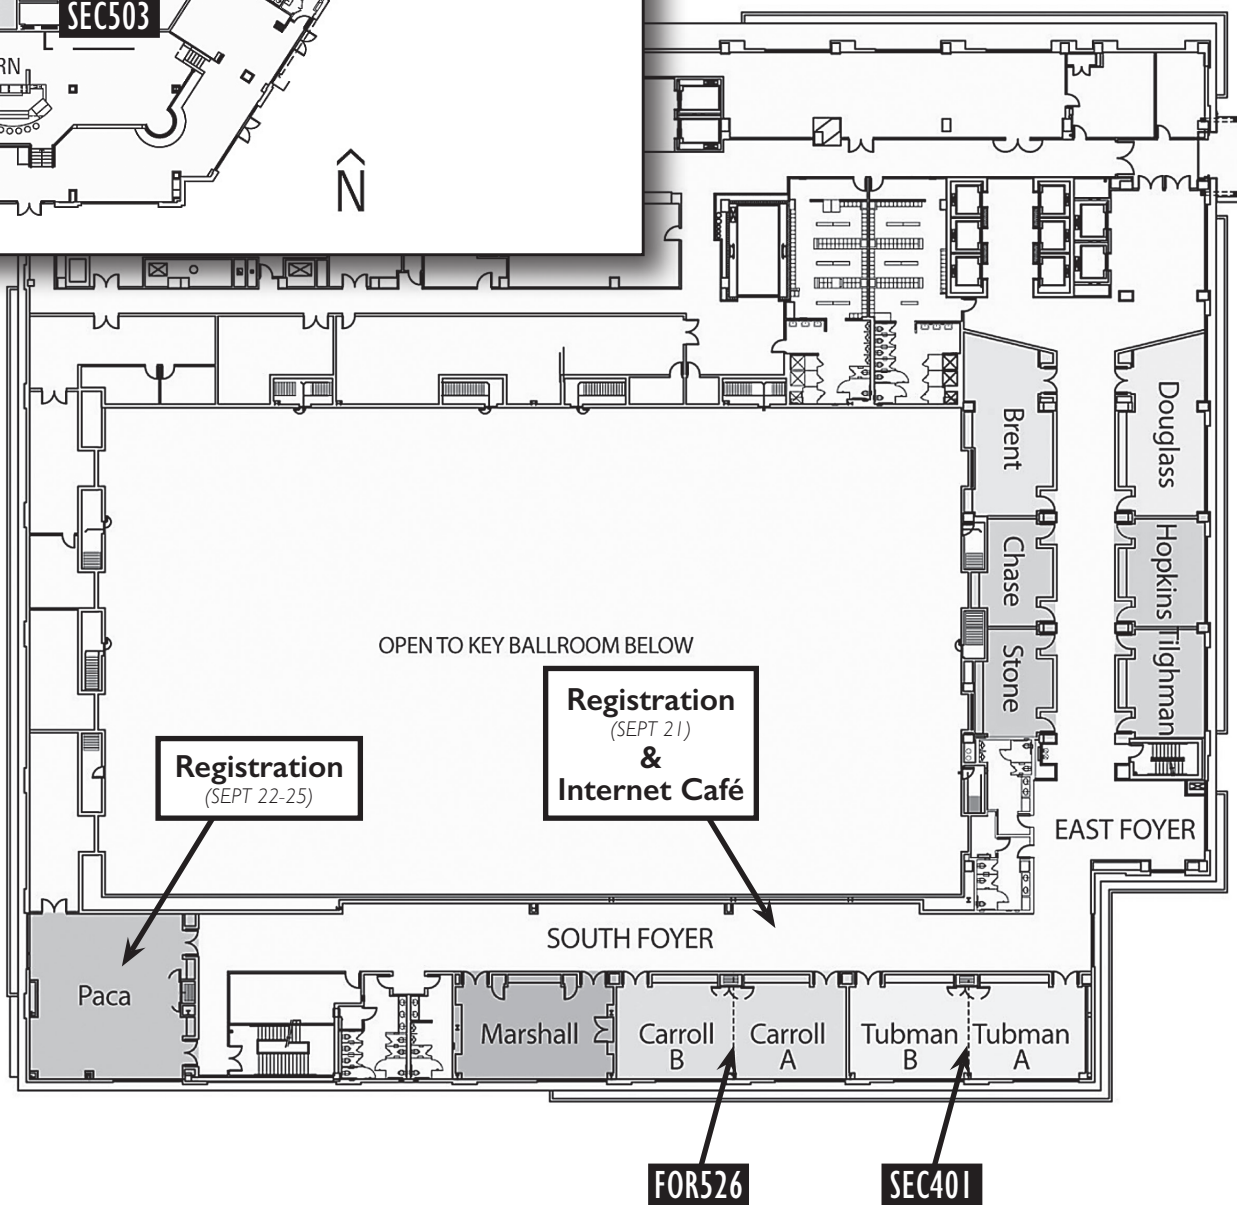 SEC503
RN
N
Brent
Douglass
Chase
Hopkins
Stone
Tilghman
OPEN TO KEY BALLROOM BELOW
Registration
(SEPT 21)
&
Internet Café
Registration
(SEPT 22-25)
EAST FOYER
SOUTH FOYER
Paca
Marshall
Carroll
B
Carroll
A
Tubman
B
Tubman
A
FOR526
SEC401